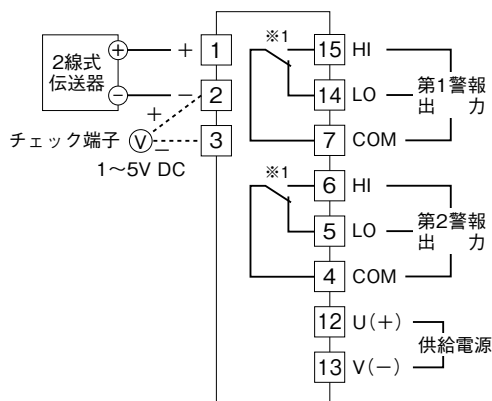 2線式
伝送器
+
−
+
−
1
2
3
+
−
チェック端子
V
1～5V DC
※1
15 HI
14 LO
7 COM
第1警報
出 力
※1
6 HI
5 LO
4 COM
第2警報
出 力
12 U(+)
13 V(−)
供給電源